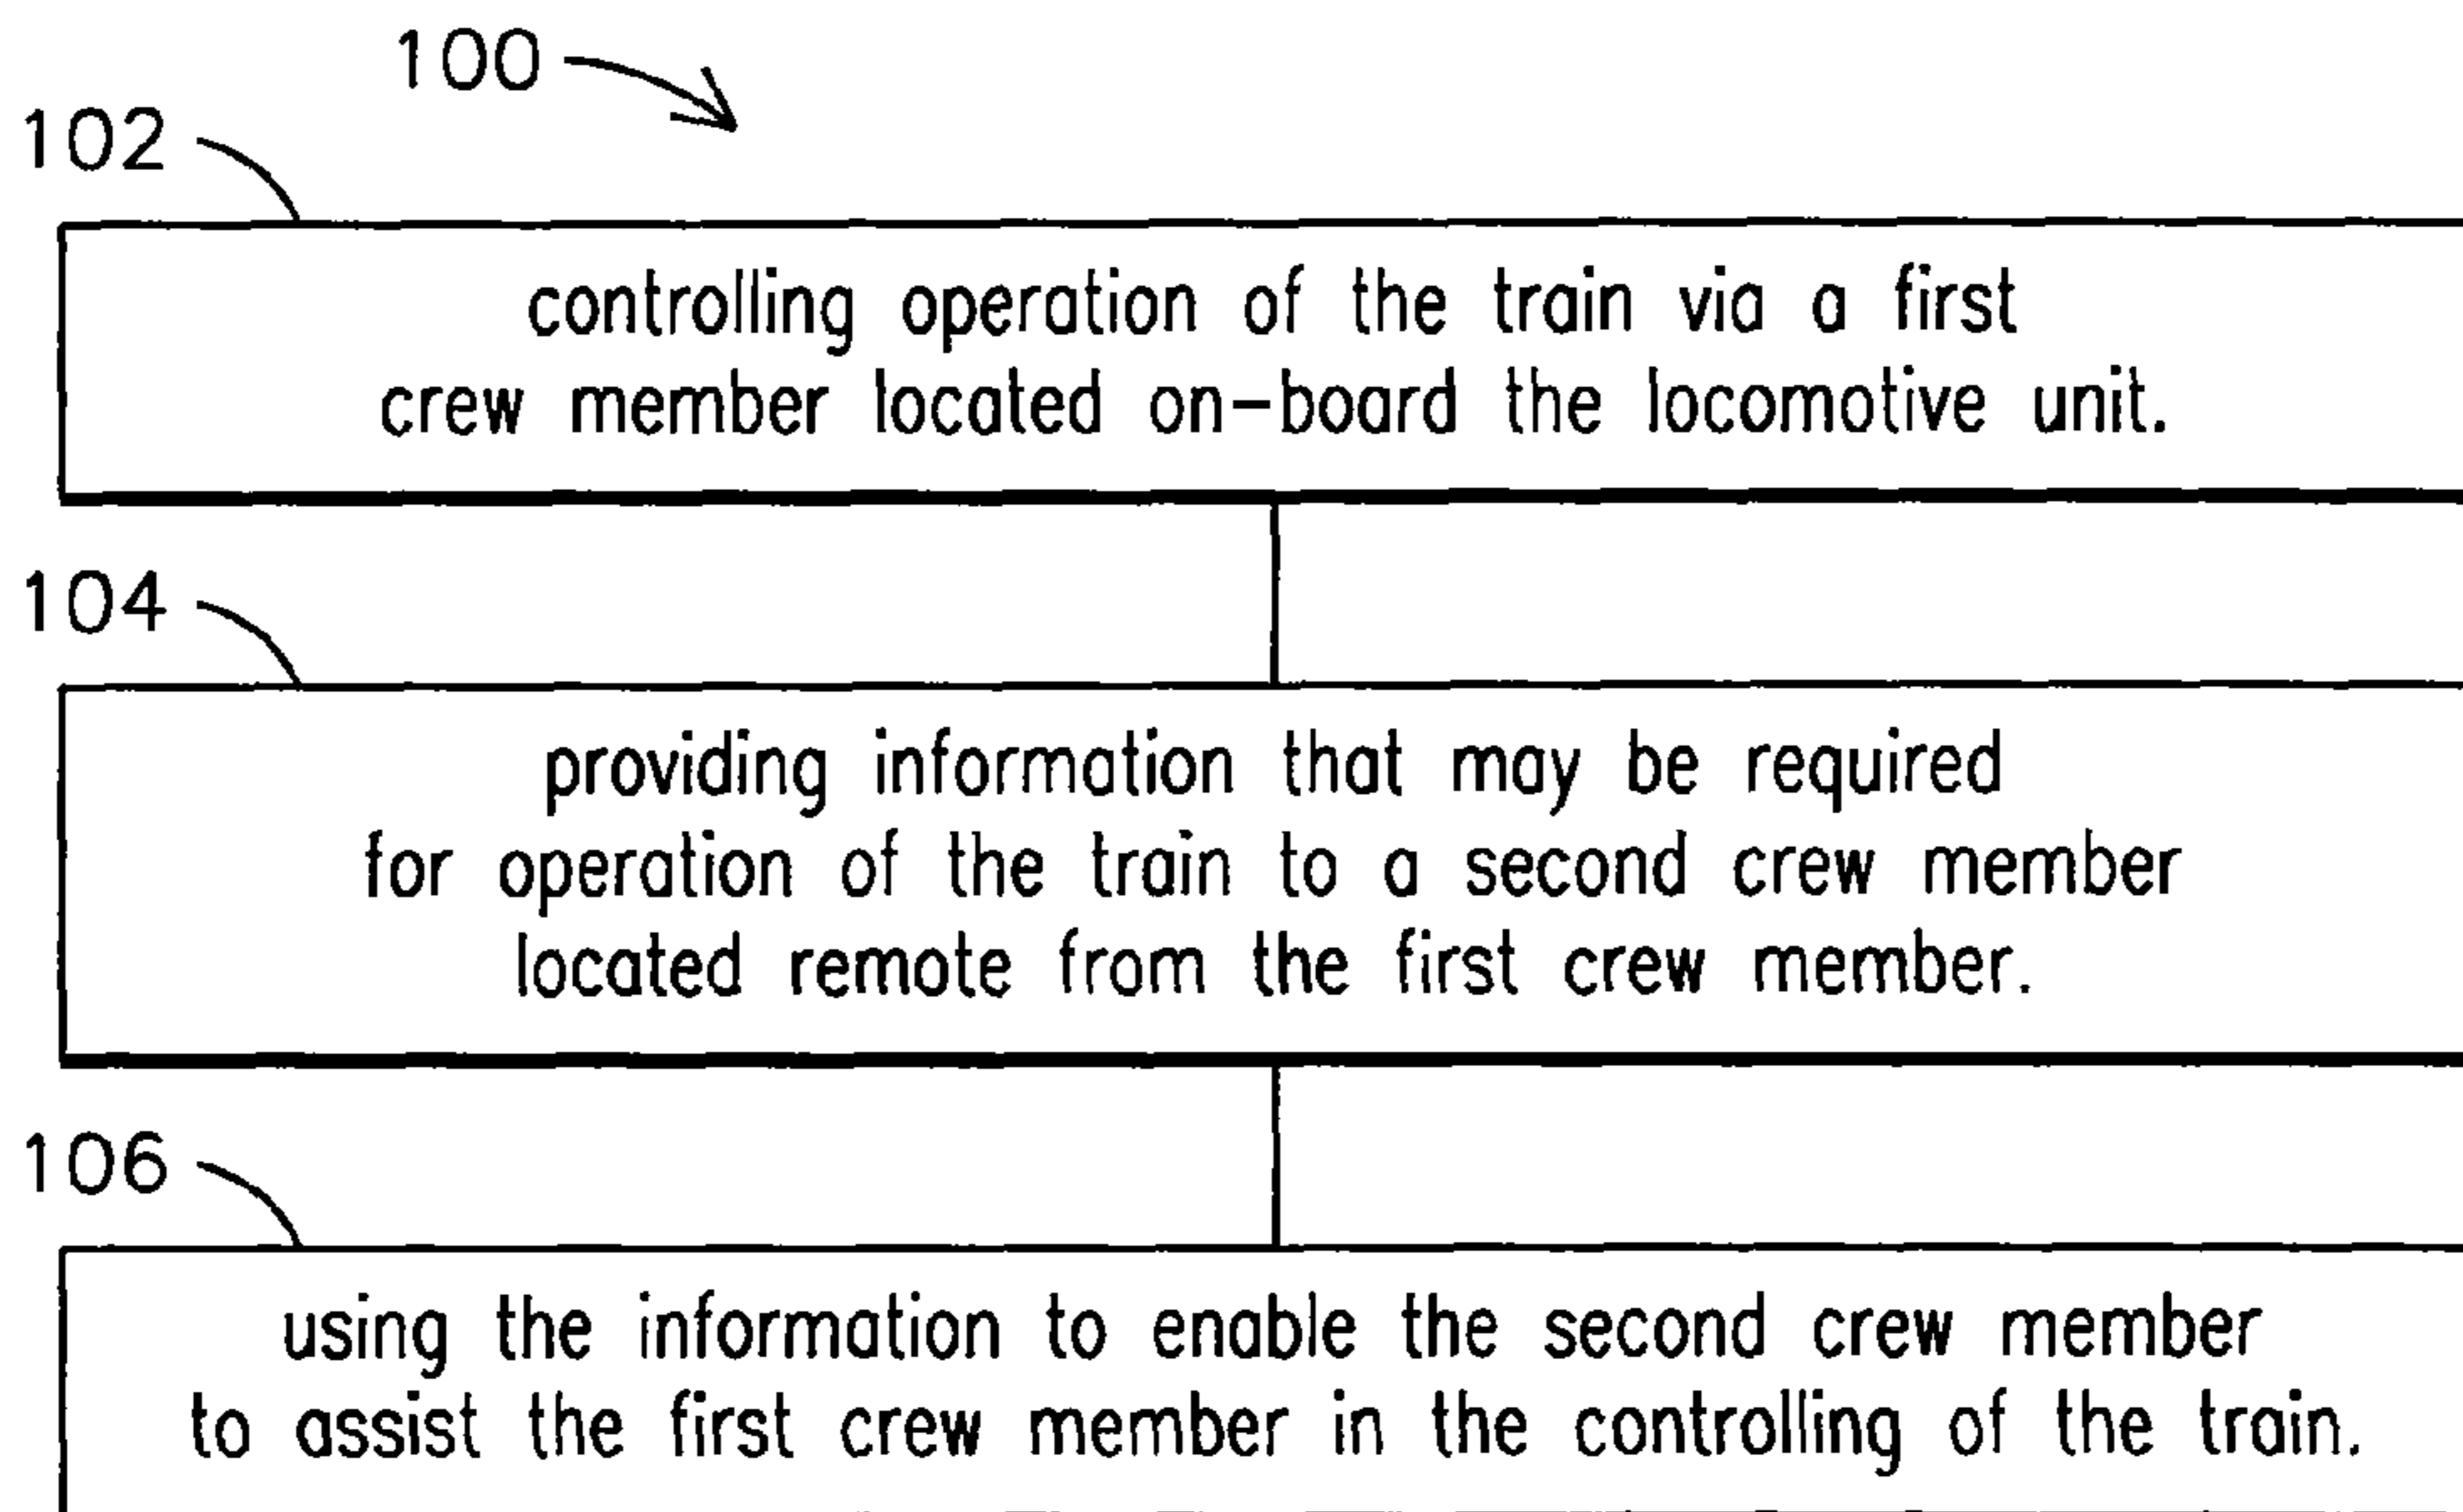 100
102
controlling operation of the train via a first
crew member located on-board the locomotive unit.
104
providing information that may be required
for operation of the train to a second crew member
located remote from the first crew member.
106
using the information to enable the second crew member
to assist the first crew member in the controlling of the train.